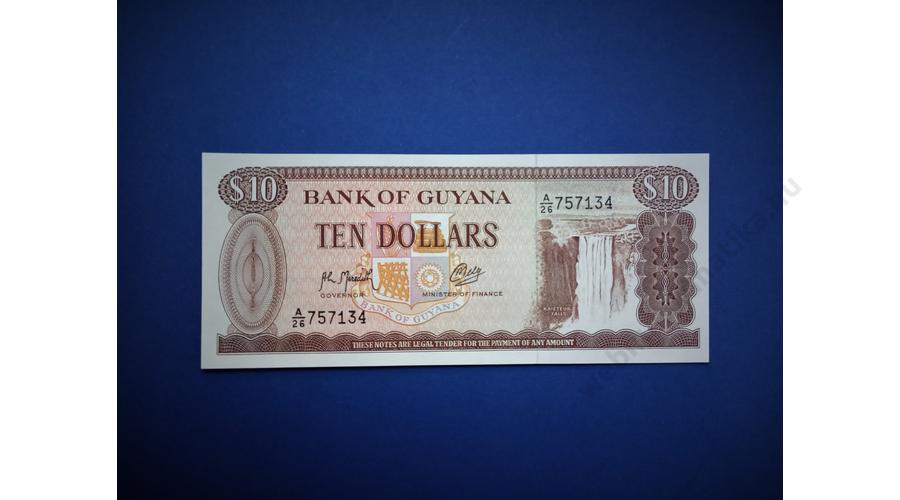 $10
$10
BANK OF GUYANA
A/26 757134
TEN DOLLARS
GOVERNOR
MINISTER OF FINANCE
KAIETEUR
FALLS
BANK OF GUYANA
A/26 757134
THESE NOTES ARE LEGAL TENDER FOR THE PAYMENT OF ANY AMOUNT